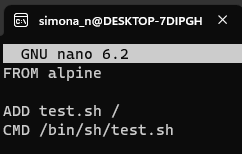 simona_n@DESKTOP-7DIPGH
GNU nano 6.2
FROM alpine
ADD test.sh /
CMD /bin/sh/test.sh